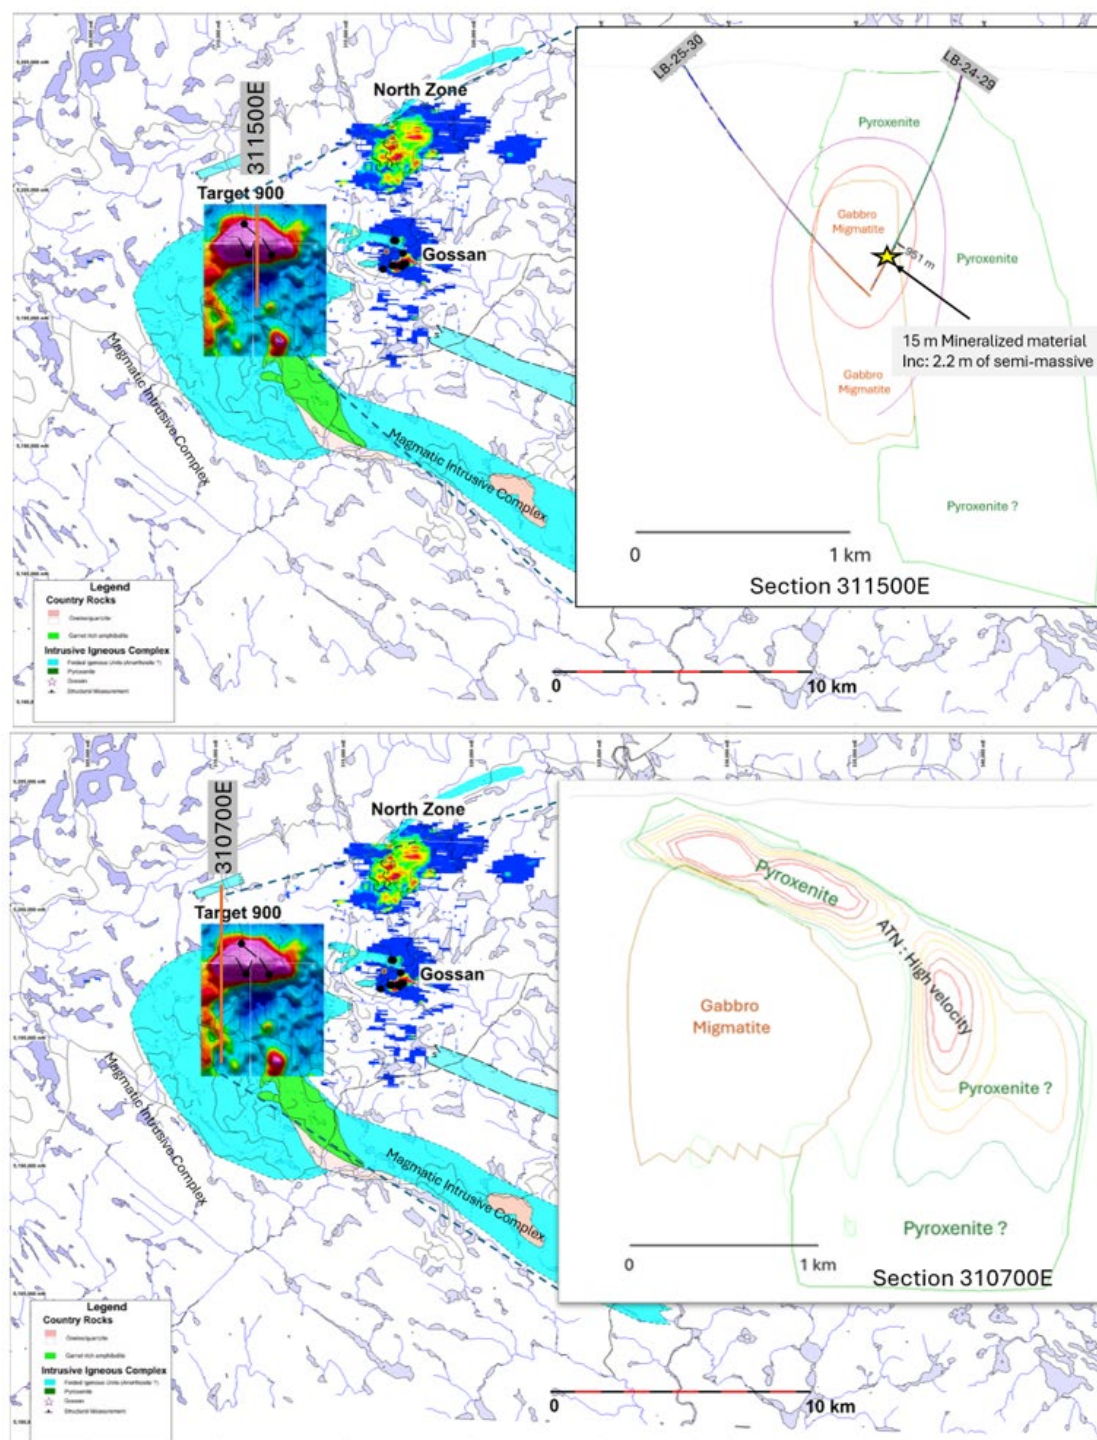 311500E
North Zone
Target 900
Gossan
Magmatic Intrusive Complex
Magmatic Intrusive Complex
Legend
Country Rocks
Garnet rich amphibolite
Intrusive Igneous Complex
Pyroxenite
Gossan
Structural Measurement
LB-25-30
LB-24-29
Pyroxenite
Gabbro
Migmatite
Pyroxenite
951 m
15 m Mineralized material
Inc: 2.2 m of semi-massive
Gabbro
Migmatite
Pyroxenite ?
0
1 km
Section 311500E
0
10 km
310700E
North Zone
Target 900
Gossan
Magmatic Intrusive Complex
Magmatic Intrusive Complex
Legend
Country Rocks
Garnet rich amphibolite
Intrusive Igneous Complex
Pyroxenite
Gossan
Structural Measurement
Pyroxenite
ATN - High velocity
Gabbro
Migmatite
Pyroxenite ?
Pyroxenite ?
0
1 km
Section 310700E
0
10 km